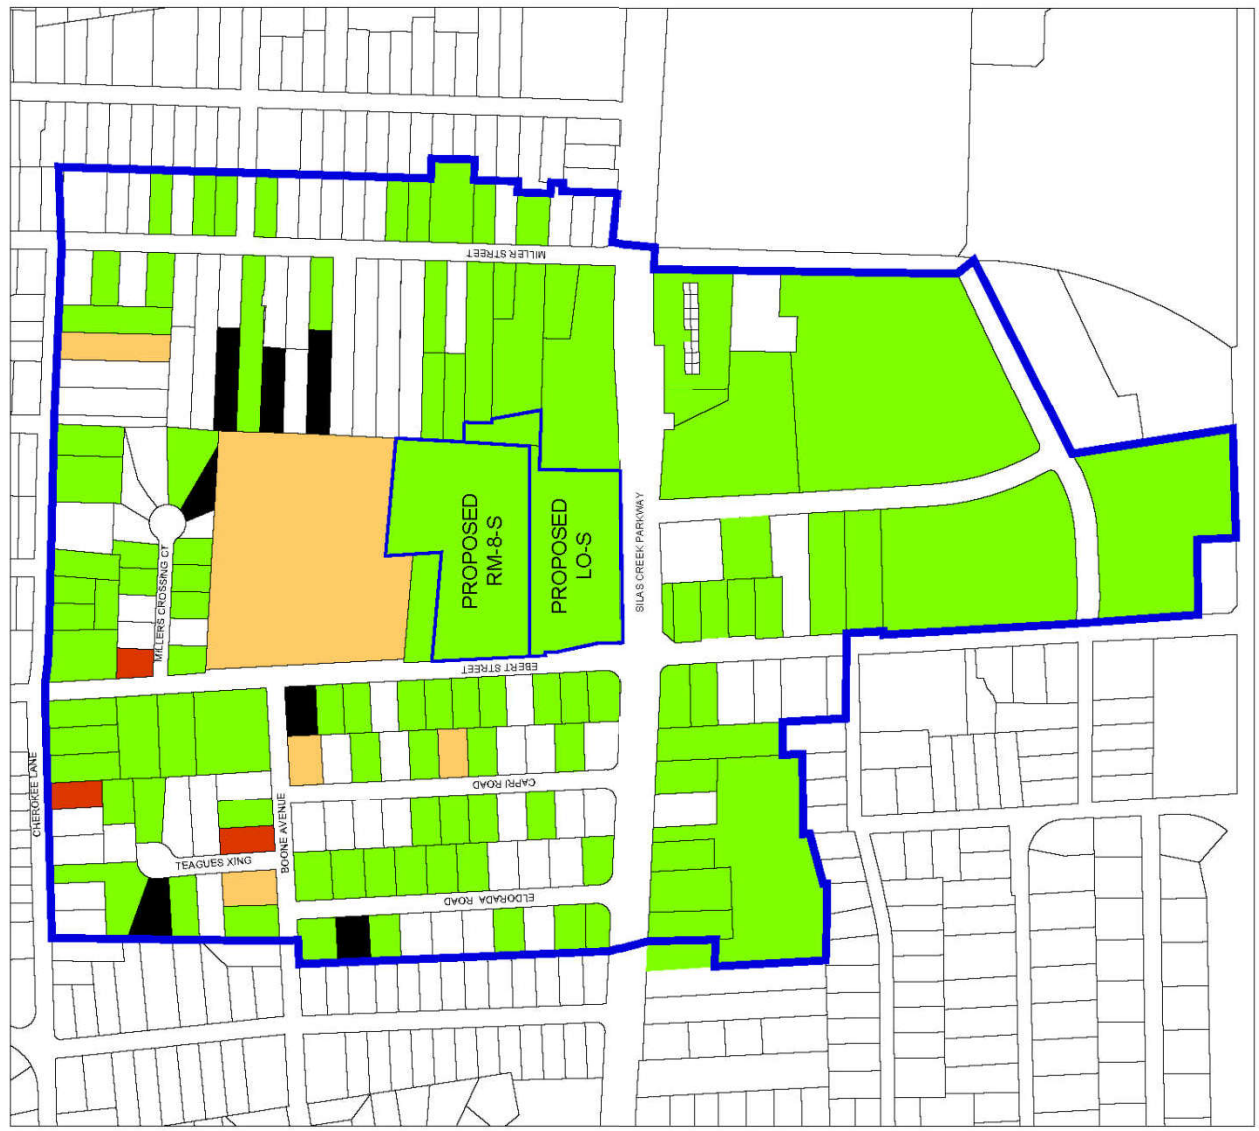 MILLER STREET
PROPOSED
RM-8-S
PROPOSED
LO-S
SILAS CREEK PARKWAY
MILLERS CROSSING CT
EBERT STREET
CHEROKEE LANE
CAPRI ROAD
BOONE AVENUE
TEAGUES XING
ELDORADA ROAD